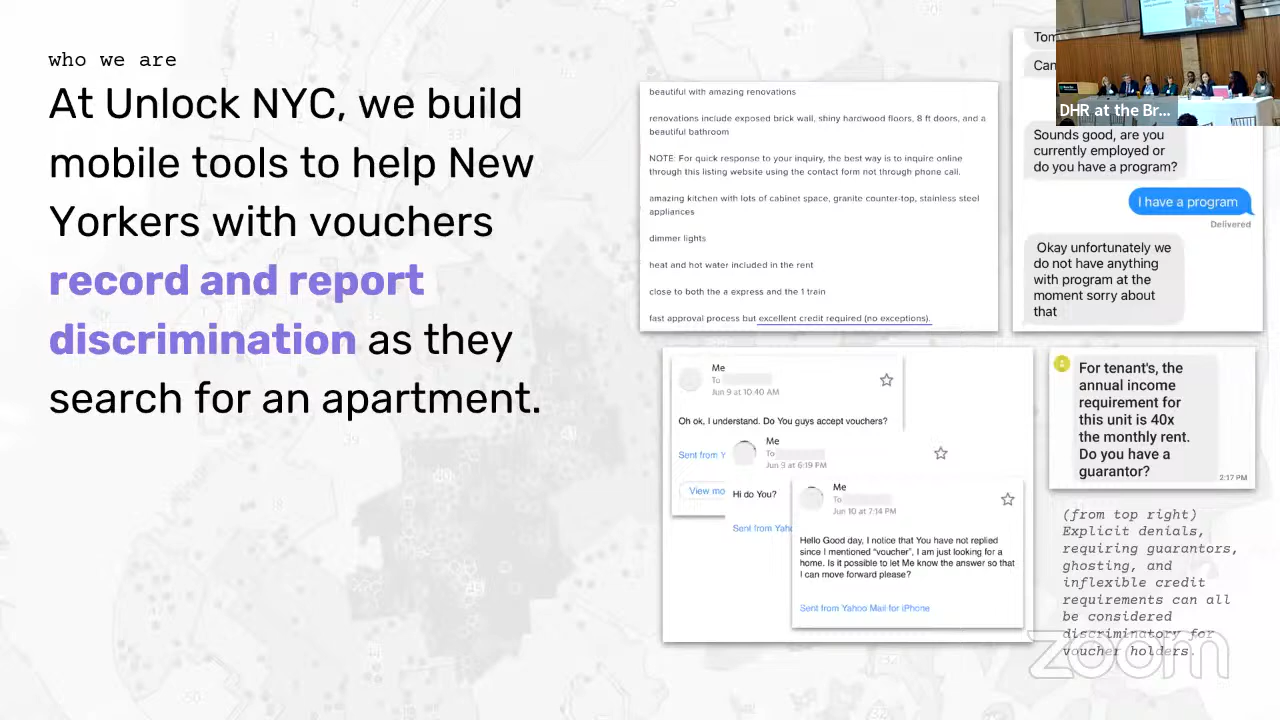 who we are
At Unlock NYC, we build
mobile tools to help New
Yorkers with vouchers
record and report
discrimination as they
search for an apartment.
beautiful with amazing renovations
renovations include exposed brick wall, shiny hardwood floors, 8 ft doors, and a
beautiful bathroom
NOTE: For quick response to your inquiry, the best way is to inquire online
through this listing website using the contact form not through phone call.
amazing kitchen with lots of cabinet space, granite counter-top, stainless steel
appliances
dimmer lights
heat and hot water included in the rent
close to both the a express and the 1 train
fast approval process but excellent credit required (no exceptions).
Tom
Can
DHR at the Br...
Sounds good, are you
currently employed or
do you have a program?
I have a program
Delivered
Okay unfortunately we
do not have anything
with program at the
moment sorry about
that
Me
To
Jun 9 at 10:40 AM
Oh ok, I understand. Do You guys accept vouchers?
Sent from Y
View mo
Me
To
Jun 9 at 6:19 PM
Hi do You?
Sent from Yah
Me
To
Jun 10 at 7:14 PM
Hello Good day, I notice that You have not replied
since I mentioned “voucher”, I am just looking for a
home. Is it possible to let Me know the answer so that
I can move forward please?
Sent from Yahoo Mail for iPhone
For tenant's, the
annual income
requirement for
this unit is 40x
the monthly rent.
Do you have a
guarantor?
2:17 PM
(from top right)
Explicit denials,
requiring guarantors,
ghosting, and
inflexible credit
requirements can all
be considered
discriminatory for
voucher holders.
zoom